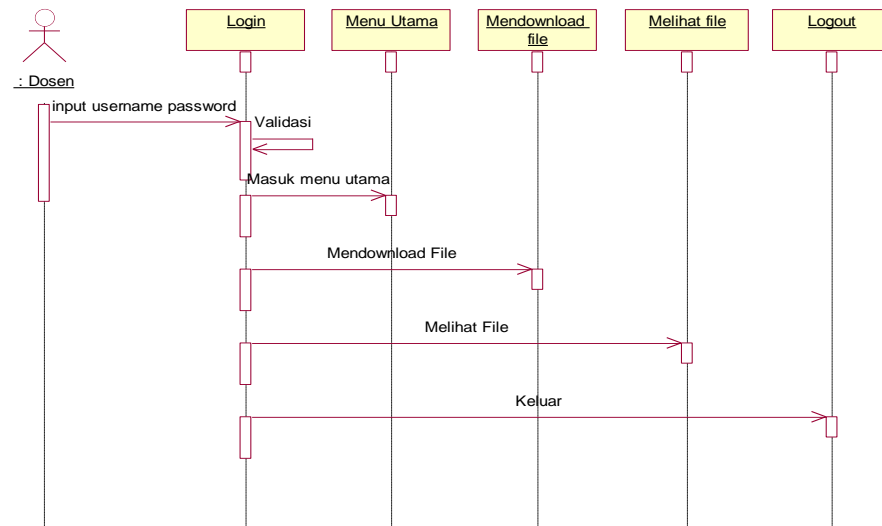 Login
Menu Utama
Mendownload
file
Melihat file
Logout
: Dosen
input username password
Validasi
Masuk menu utama
Mendownload File
Melihat File
Keluar